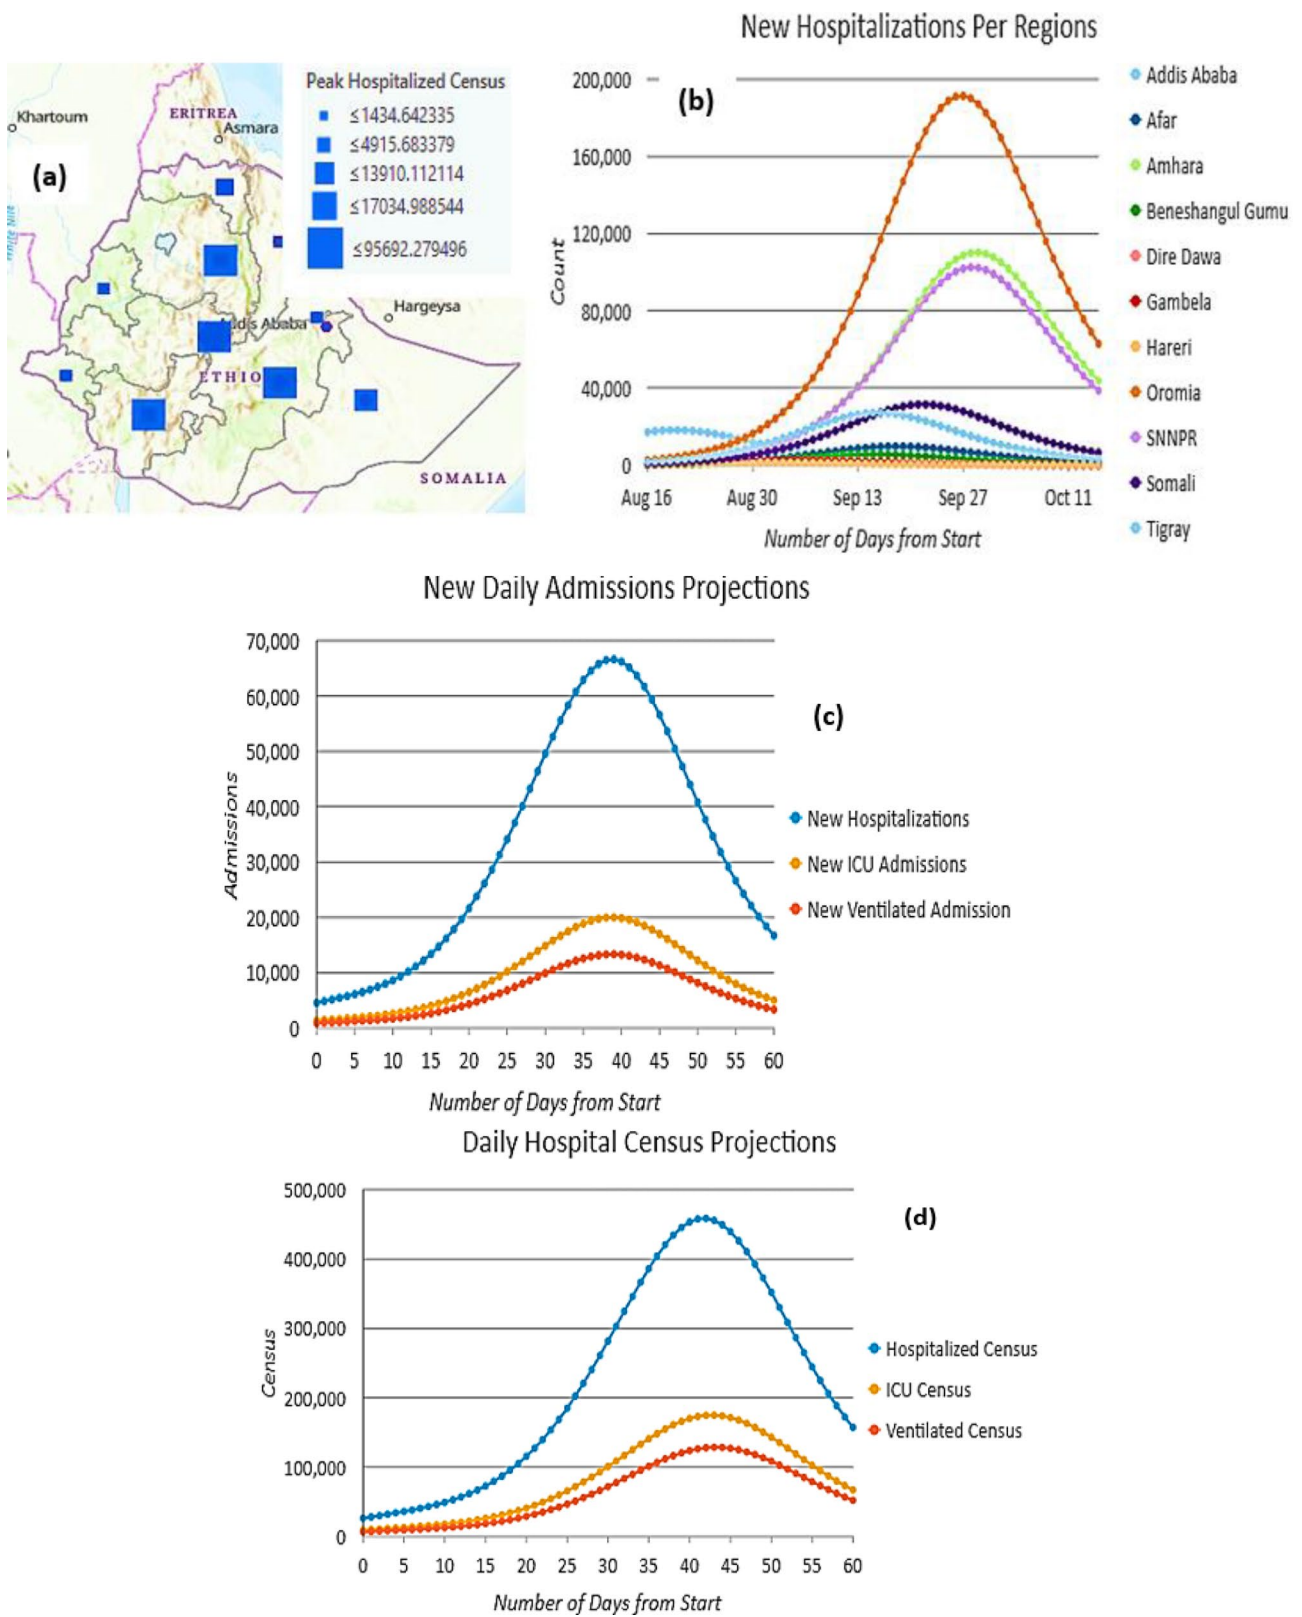 New Hospitalizations Per Regions
(a)
Khartoum
ERITREA
Asmara
Peak Hospitalized Census
≤1434.642335
≤4915.683379
≤13910.112114
≤17034.988544
≤95692.279496
White Nile
Hargeysa
ddis Ababa
ETHIO
SOMALIA
(b)
200,000
160,000
120,000
80,000
40,000
0
Count
Aug 16 Aug 30 Sep 13 Sep 27 Oct 11
Number of Days from Start
Addis Ababa
Afar
Amhara
Beneshangul Gumu
Dire Dawa
Gambela
Hareri
Oromia
SNNPR
Somali
Tigray
New Daily Admissions Projections
70,000
60,000
50,000
40,000
30,000
20,000
10,000
0
Admissions
0 5 10 15 20 25 30 35 40 45 50 55 60
Number of Days from Start
(c)
New Hospitalizations
New ICU Admissions
New Ventilated Admission
Daily Hospital Census Projections
500,000
400,000
300,000
200,000
100,000
0
Census
0 5 10 15 20 25 30 35 40 45 50 55 60
Number of Days from Start
(d)
Hospitalized Census
ICU Census
Ventilated Census